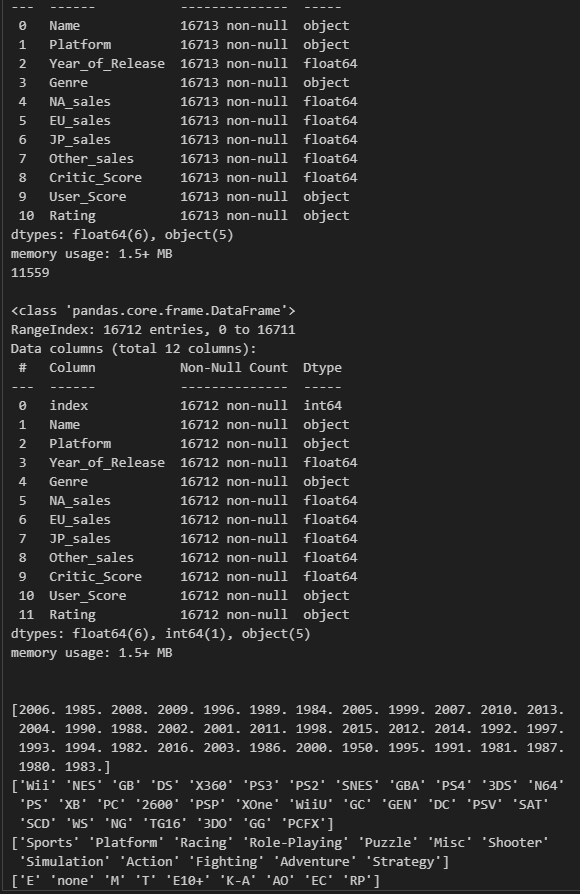 ---  ------             --------------  -----
 0   Name             16713 non-null  object
 1   Platform         16713 non-null  object
 2   Year_of_Release  16713 non-null  float64
 3   Genre            16713 non-null  object
 4   NA_sales         16713 non-null  float64
 5   EU_sales         16713 non-null  float64
 6   JP_sales         16713 non-null  float64
 7   Other_sales      16713 non-null  float64
 8   Critic_Score     16713 non-null  float64
 9   User_Score       16713 non-null  object
 10  Rating           16713 non-null  object
dtypes: float64(6), object(5)
memory usage: 1.5+ MB
11559
<class 'pandas.core.frame.DataFrame'>
RangeIndex: 16712 entries, 0 to 16711
Data columns (total 12 columns):
 #   Column           Non-Null Count  Dtype
---  ------           --------------  -----
 0   index            16712 non-null  int64
 1   Name             16712 non-null  object
 2   Platform         16712 non-null  object
 3   Year_of_Release  16712 non-null  float64
 4   Genre            16712 non-null  object
 5   NA_sales         16712 non-null  float64
 6   EU_sales         16712 non-null  float64
 7   JP_sales         16712 non-null  float64
 8   Other_sales      16712 non-null  float64
 9   Critic_Score     16712 non-null  float64
 10  User_Score       16712 non-null  object
 11  Rating           16712 non-null  object
dtypes: float64(6), int64(1), object(5)
memory usage: 1.5+ MB
[2006. 1985. 2008. 2009. 1996. 1989. 1984. 2005. 1999. 2007. 2010. 2013.
 2004. 1990. 1988. 2002. 2001. 2011. 1998. 2015. 2012. 2014. 1992. 1997.
 1993. 1994. 1982. 2016. 2003. 1986. 2000. 1950. 1995. 1991. 1981. 1987.
 1980. 1983.]
['Wii' 'NES' 'GB' 'DS' 'X360' 'PS3' 'PS2' 'SNES' 'GBA' 'PS4' '3DS' 'N64'
 'PS' 'XB' 'PC' '2600' 'PSP' 'XOne' 'WiiU' 'GC' 'GEN' 'DC' 'PSV' 'SAT'
 'SCD' 'WS' 'NG' 'TG16' '3DO' 'GG' 'PCFX']
['Sports' 'Platform' 'Racing' 'Role-Playing' 'Puzzle' 'Misc' 'Shooter'
 'Simulation' 'Action' 'Fighting' 'Adventure' 'Strategy']
['E' 'none' 'M' 'T' 'E10+' 'K-A' 'AO' 'EC' 'RP']